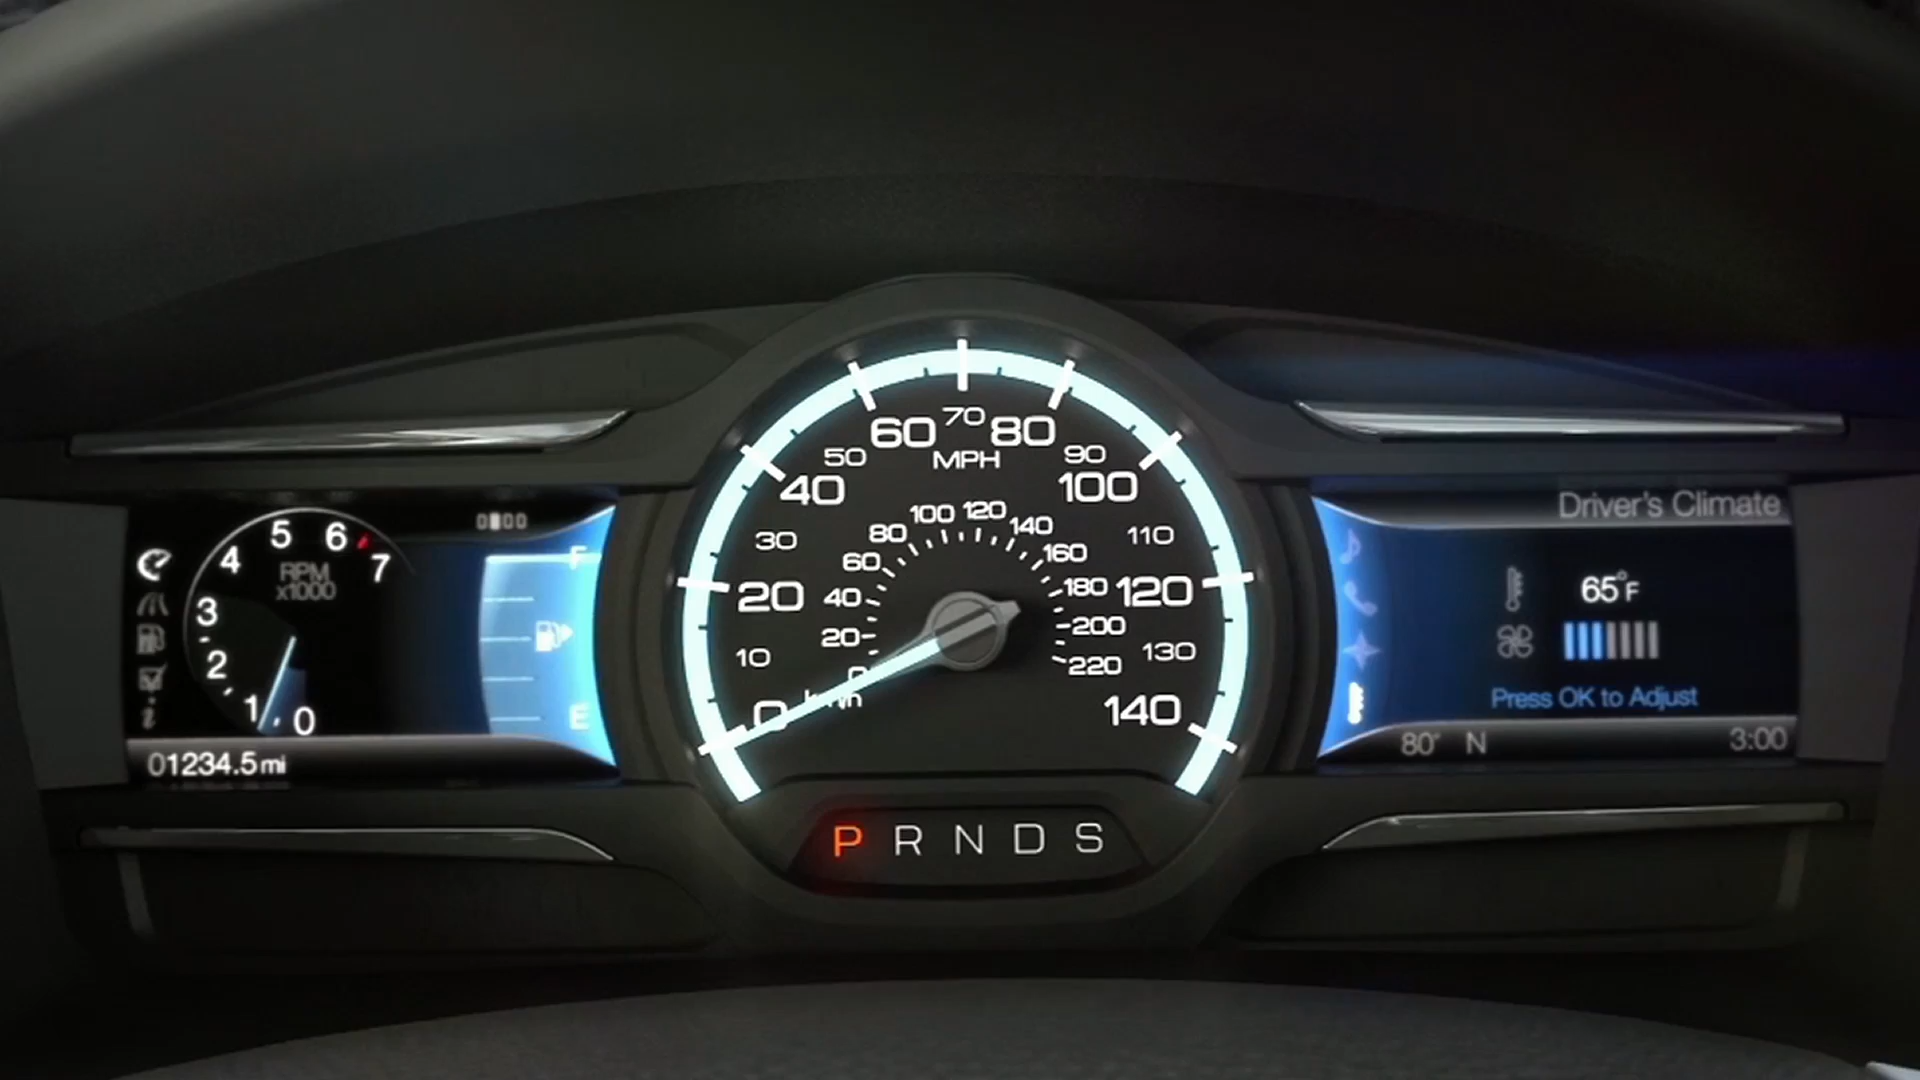 0 1 2 3 4 5 6 7
RPM
x1000
F
E
01234.5 mi
0 10 20 30 40 50 60 70 80 90 100 110 120 130 140
MPH
0 20 40 60 80 100 120 140 160 180 200 220
P R N D S
Driver's Climate
65°F
Press OK to Adjust
80° N
3:00